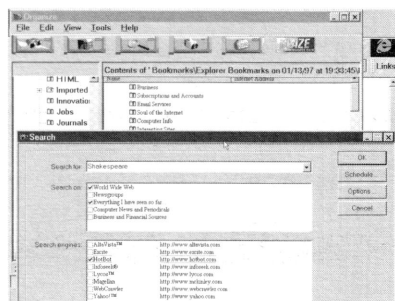 Organize
File Edit View Tools Help
ZE
Links
Contents of ' Bookmarks\Explorer Bookmarks on 01/13/97 at 19:33:45\
Name Internet Address
HTML
Imported
Innovation
Jobs
Journals
Business
Subscriptions and Accounts
Email Services
Soul of the Internet
Computer Info
Interesting Sites
Search
Search for: Shakespeare
Search on: World Wide Web
Newsgroups
Everything I have seen so far
Computer News and Periodicals
Business and Financial Sources
OK
Schedule...
Options...
Cancel
Search engines: AltaVista™ http://www.altavista.com
Excite http://www.excite.com
HotBot http://www.hotbot.com
Infoseek® http://www.infoseek.com
Lycos™ http://www.lycos.com
Magellan http://www.mckinley.com
WebCrawler http://www.webcrawler.com
Yahoo!™ http://www.yahoo.com